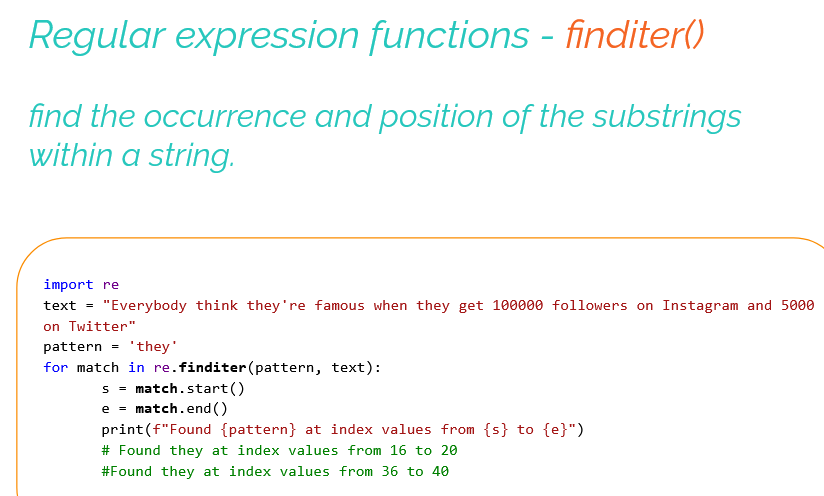 Regular expression functions - finditer()
find the occurrence and position of the substrings
within a string.
import re
text = "Everybody think they're famous when they get 100000 followers on Instagram and 5000
on Twitter"
pattern = 'they'
for match in re.finditer(pattern, text):
s = match.start()
e = match.end()
print(f"Found {pattern} at index values from {s} to {e}")
# Found they at index values from 16 to 20
#Found they at index values from 36 to 40